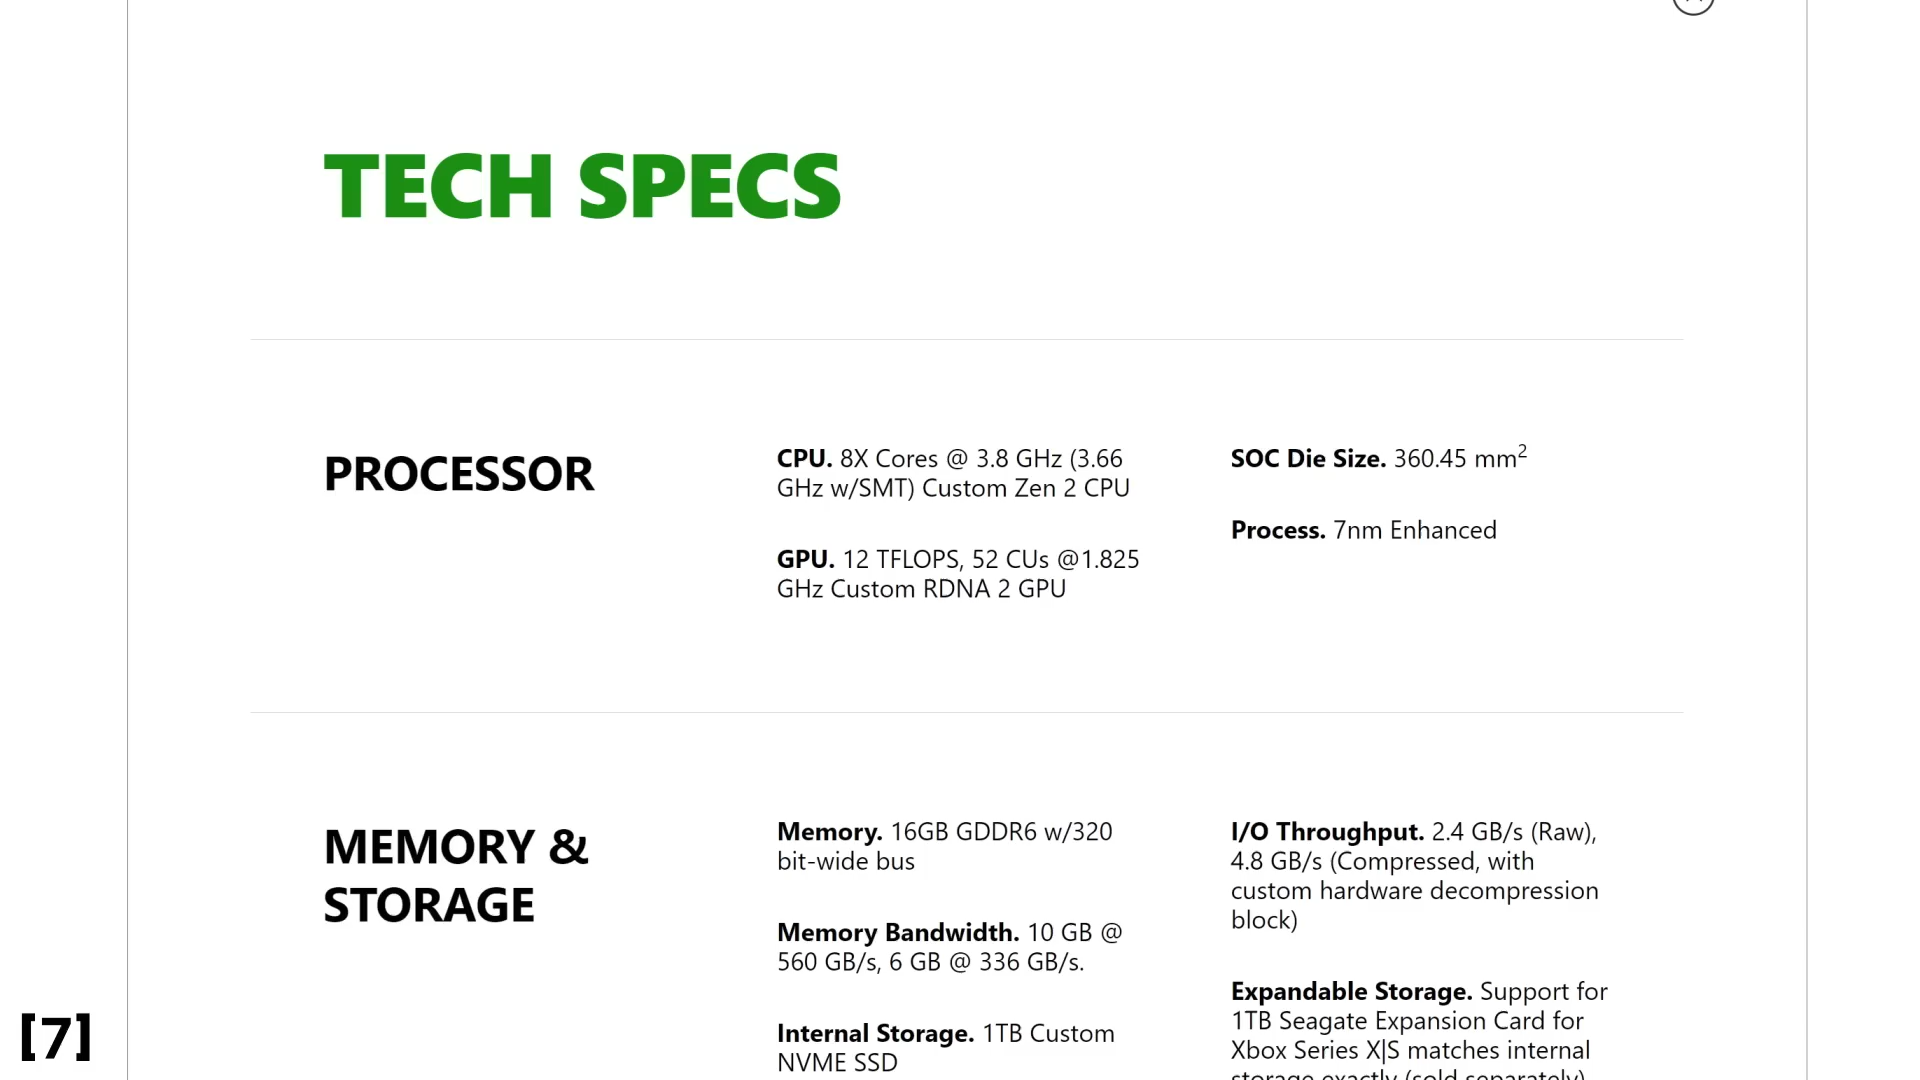 TECH SPECS
PROCESSOR
CPU. 8X Cores @ 3.8 GHz (3.66
GHz w/SMT) Custom Zen 2 CPU
GPU. 12 TFLOPS, 52 CUs @1.825
GHz Custom RDNA 2 GPU
SOC Die Size. 360.45 mm²
Process. 7nm Enhanced
MEMORY &
STORAGE
Memory. 16GB GDDR6 w/320
bit-wide bus
Memory Bandwidth. 10 GB @
560 GB/s, 6 GB @ 336 GB/s.
Internal Storage. 1TB Custom
NVME SSD
I/O Throughput. 2.4 GB/s (Raw),
4.8 GB/s (Compressed, with
custom hardware decompression
block)
Expandable Storage. Support for
1TB Seagate Expansion Card for
Xbox Series X|S matches internal
storage exactly (sold separately).
[7]